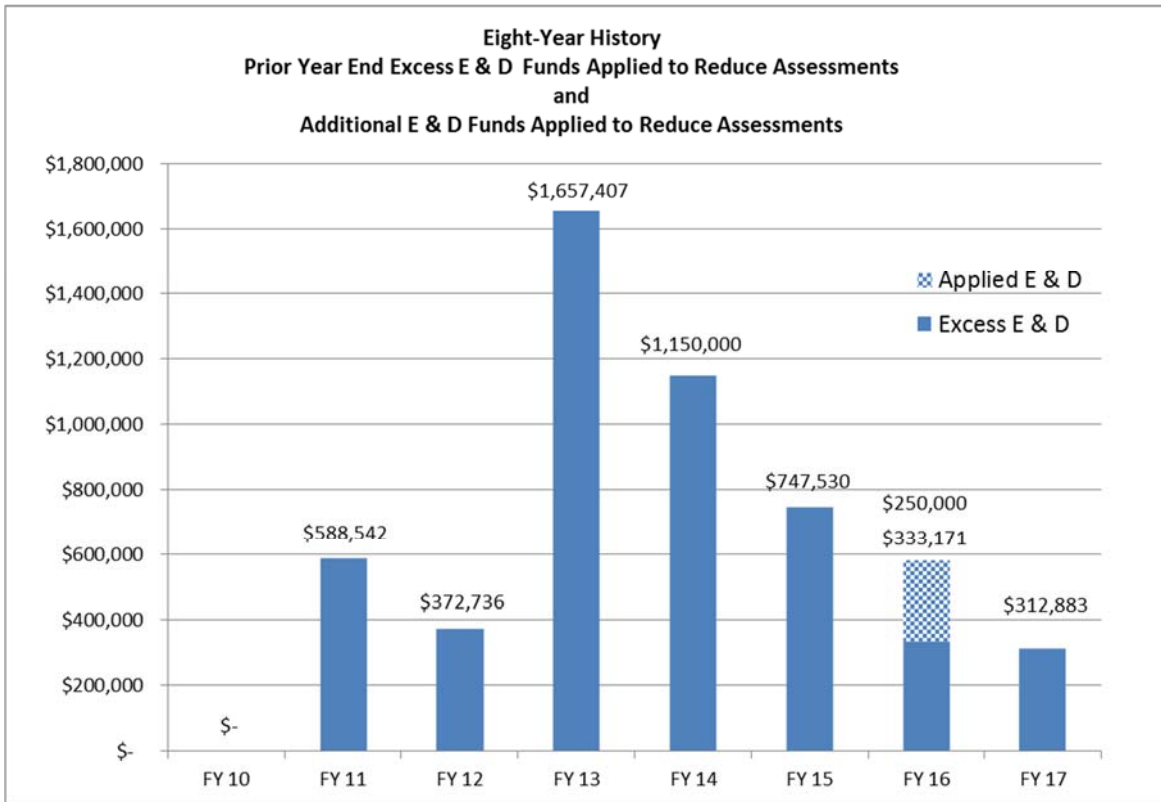 Eight-Year History
Prior Year End Excess E & D Funds Applied to Reduce Assessments
and
Additional E & D Funds Applied to Reduce Assessments
$1,800,000
$1,600,000
$1,400,000
$1,200,000
$1,000,000
$800,000
$600,000
$400,000
$200,000
$-
$-
$588,542
$372,736
$1,657,407
$1,150,000
$747,530
$250,000
$333,171
$312,883
Applied E & D
Excess E & D
FY 10 FY 11 FY 12 FY 13 FY 14 FY 15 FY 16 FY 17